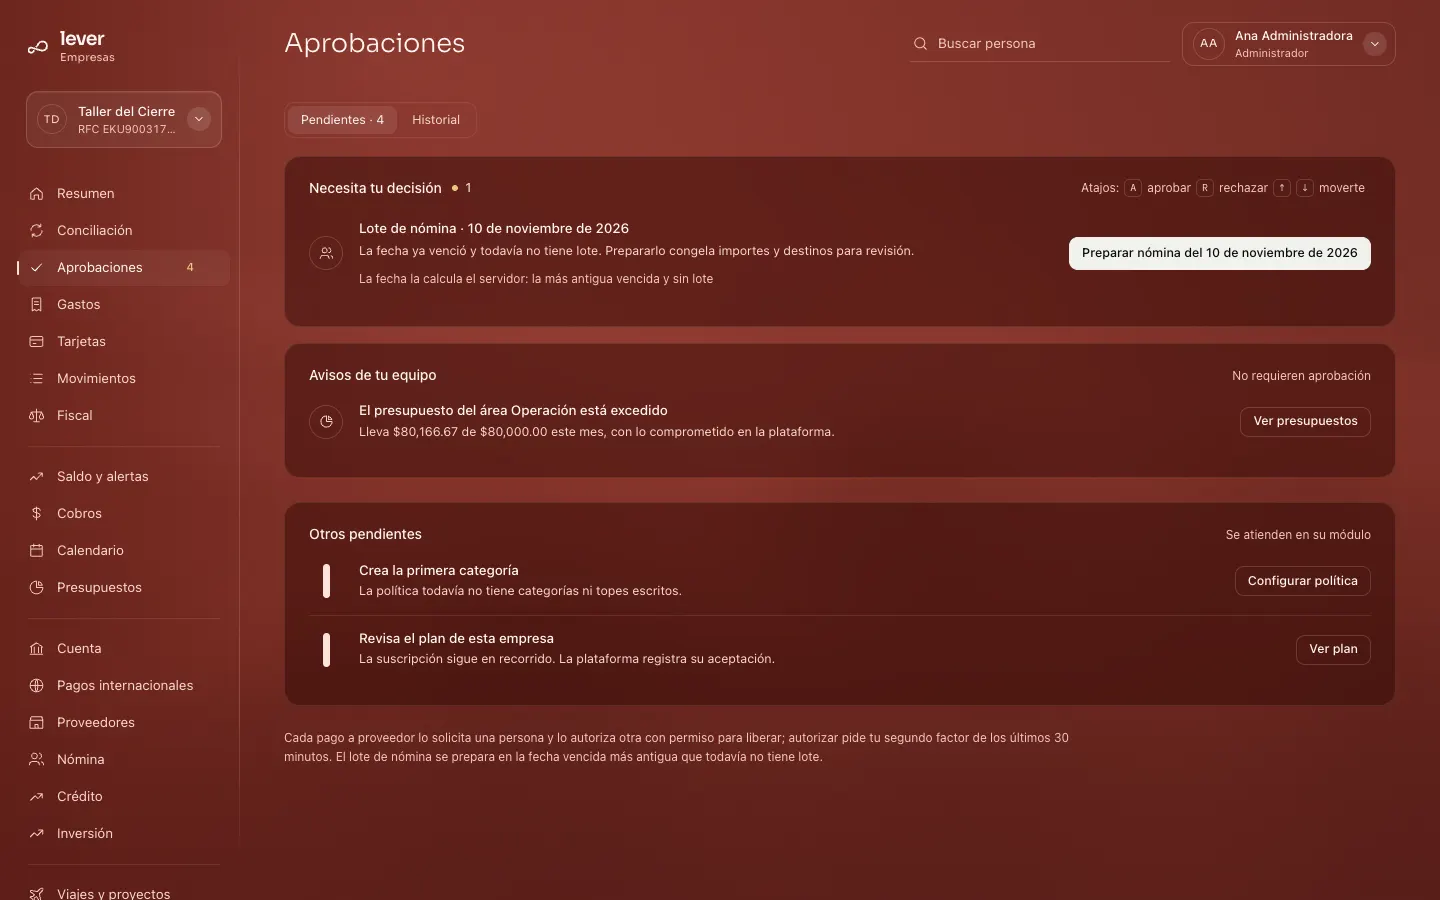 lever
Empresas
TD
Taller del Cierre
RFC EKU900317...
Resumen
Conciliación
Aprobaciones 4
Gastos
Tarjetas
Movimientos
Fiscal
Saldo y alertas
Cobros
Calendario
Presupuestos
Cuenta
Pagos internacionales
Proveedores
Nómina
Crédito
Inversión
Viajes y proyectos
Aprobaciones
Buscar persona
AA
Ana Administradora
Administrador
Pendientes · 4
Historial
Necesita tu decisión • 1
Atajos: A aprobar R rechazar ↑ ↓ moverte
Lote de nómina · 10 de noviembre de 2026
La fecha ya venció y todavía no tiene lote. Prepararlo congela importes y destinos para revisión.
La fecha la calcula el servidor: la más antigua vencida y sin lote
Preparar nómina del 10 de noviembre de 2026
Avisos de tu equipo
No requieren aprobación
El presupuesto del área Operación está excedido
Lleva $80,166.67 de $80,000.00 este mes, con lo comprometido en la plataforma.
Ver presupuestos
Otros pendientes
Se atienden en su módulo
Crea la primera categoría
La política todavía no tiene categorías ni topes escritos.
Configurar política
Revisa el plan de esta empresa
La suscripción sigue en recorrido. La plataforma registra su aceptación.
Ver plan
Cada pago a proveedor lo solicita una persona y lo autoriza otra con permiso para liberar; autorizar pide tu segundo factor de los últimos 30
minutos. El lote de nómina se prepara en la fecha vencida más antigua que todavía no tiene lote.